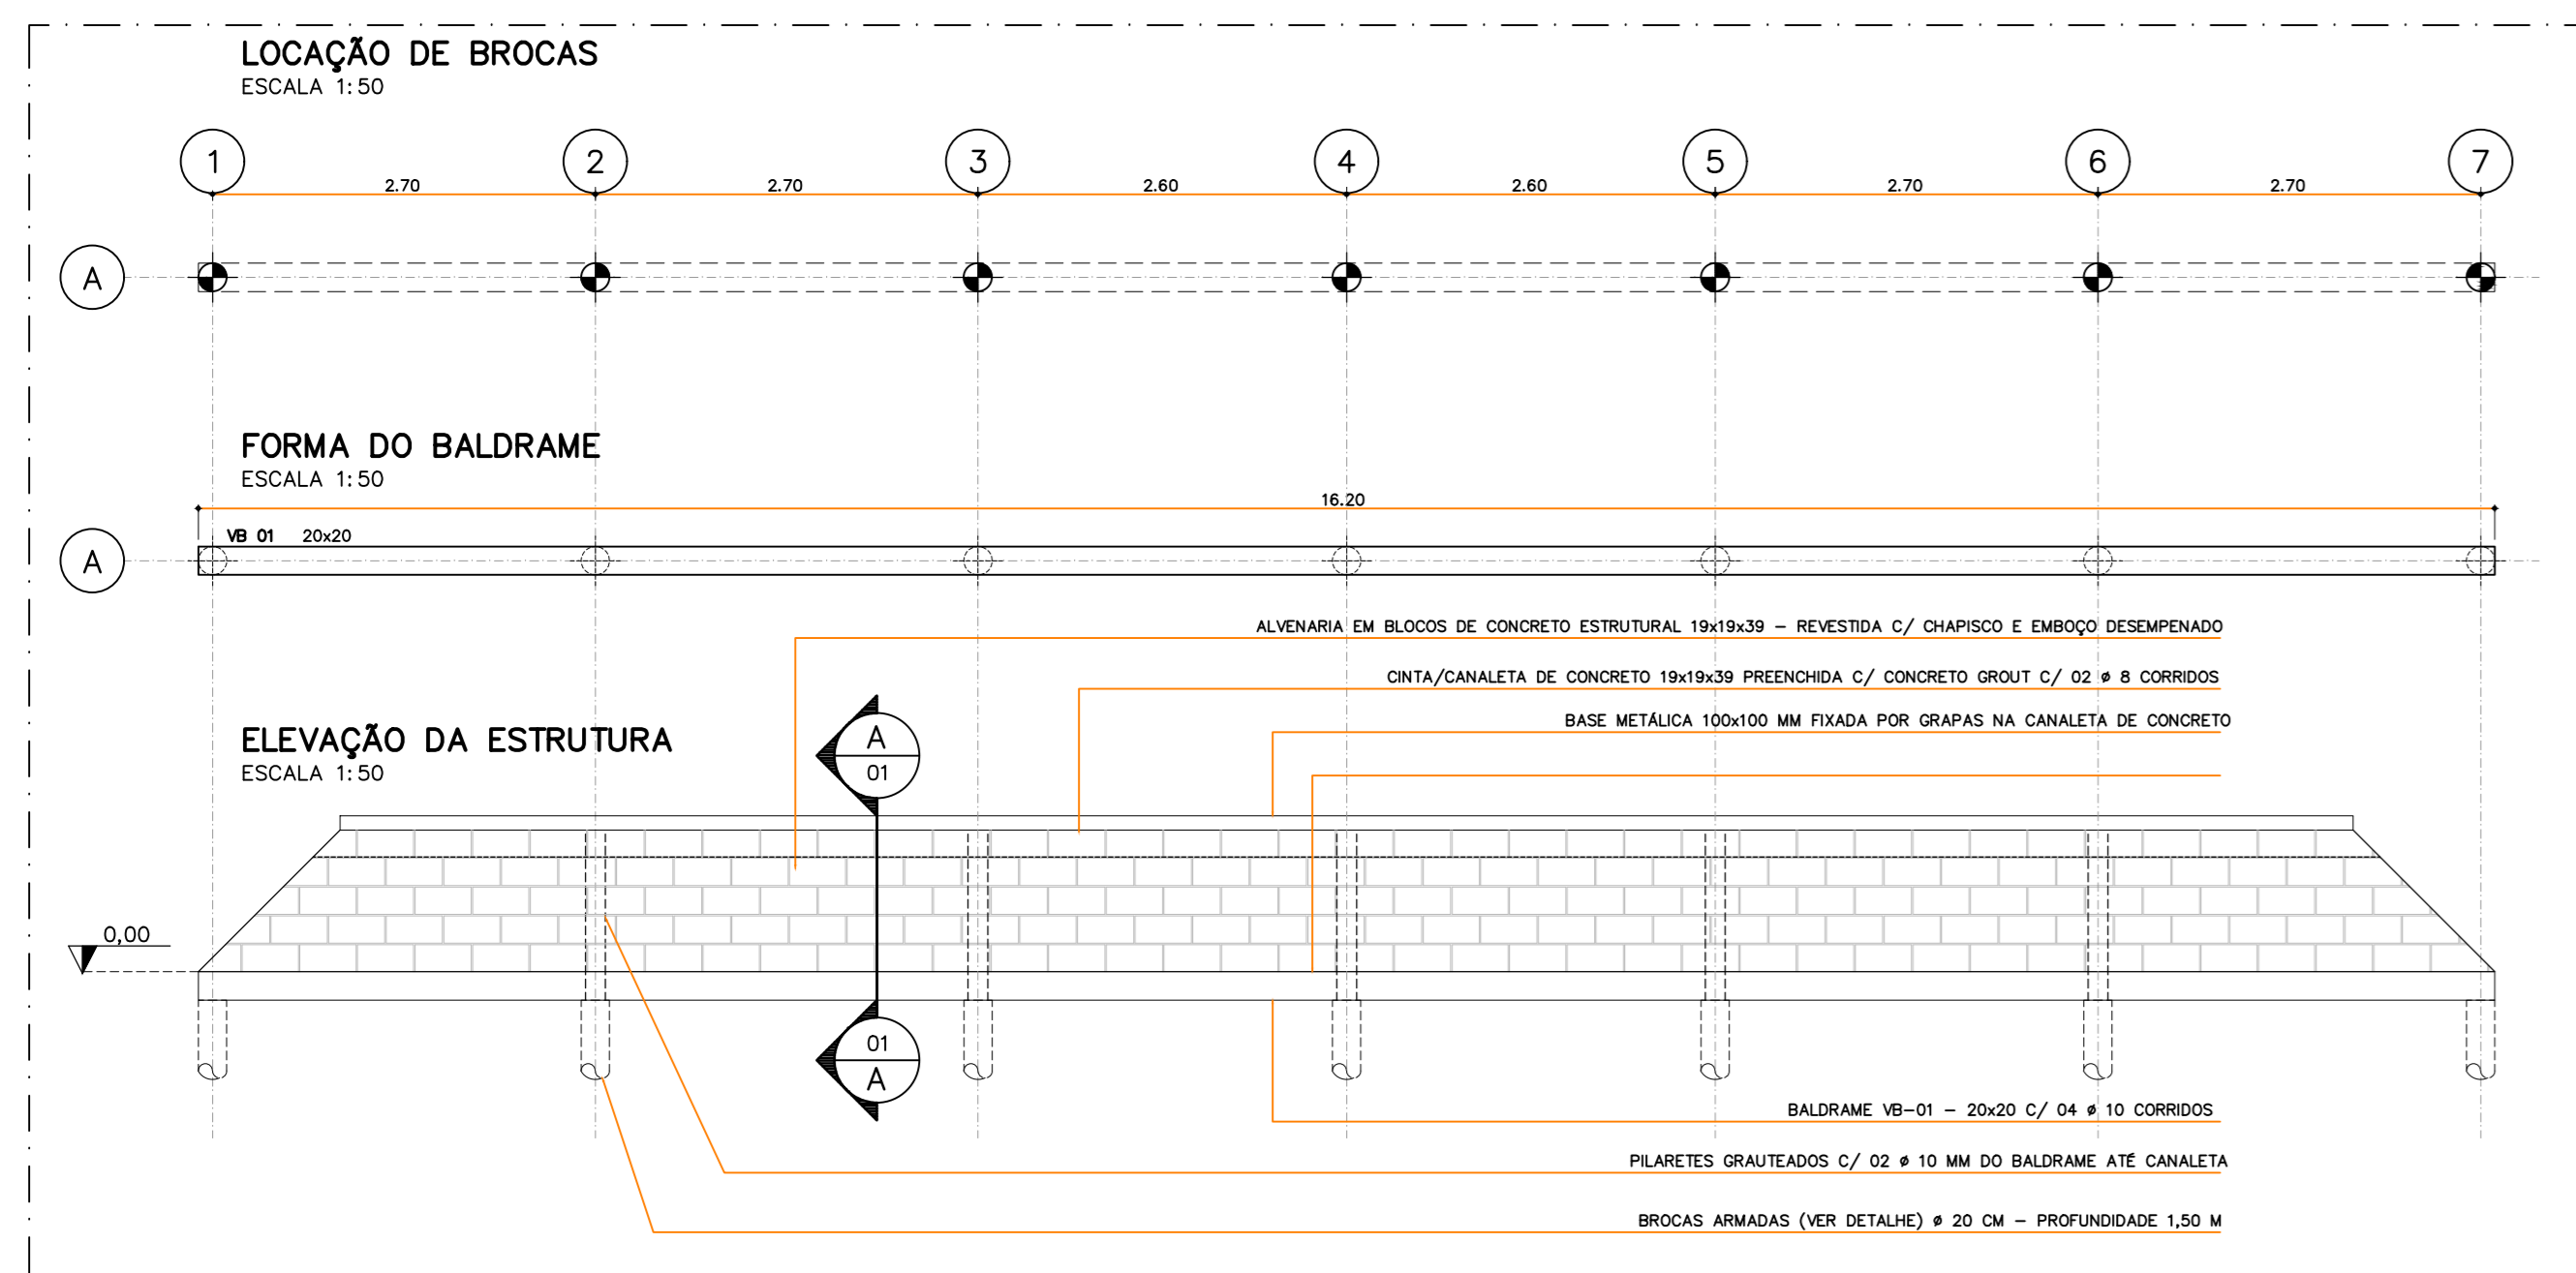 LOCAÇÃO DE BROCAS
ESCALA 1:50
1 2 3 4 5 6 7
2.70 2.70 2.60 2.60 2.70 2.70
A
FORMA DO BALDRAME
ESCALA 1:50
16.20
VB 01 20x20
A
ALVENARIA EM BLOCOS DE CONCRETO ESTRUTURAL 19x19x39 – REVESTIDA C/ CHAPISCO E EMBOÇO DESEMPENADO
CINTA/CANALETA DE CONCRETO 19x19x39 PREENCHIDA C/ CONCRETO GROUT C/ 02 ø 8 CORRIDOS
BASE METÁLICA 100x100 MM FIXADA POR GRAPAS NA CANALETA DE CONCRETO
ELEVAÇÃO DA ESTRUTURA
ESCALA 1:50
A
01
0,00
01
A
BALDRAME VB–01 – 20x20 C/ 04 ø 10 CORRIDOS
PILARETES GRAUTEADOS C/ 02 ø 10 MM DO BALDRAME ATÉ CANALETA
BROCAS ARMADAS (VER DETALHE) ø 20 CM – PROFUNDIDADE 1,50 M